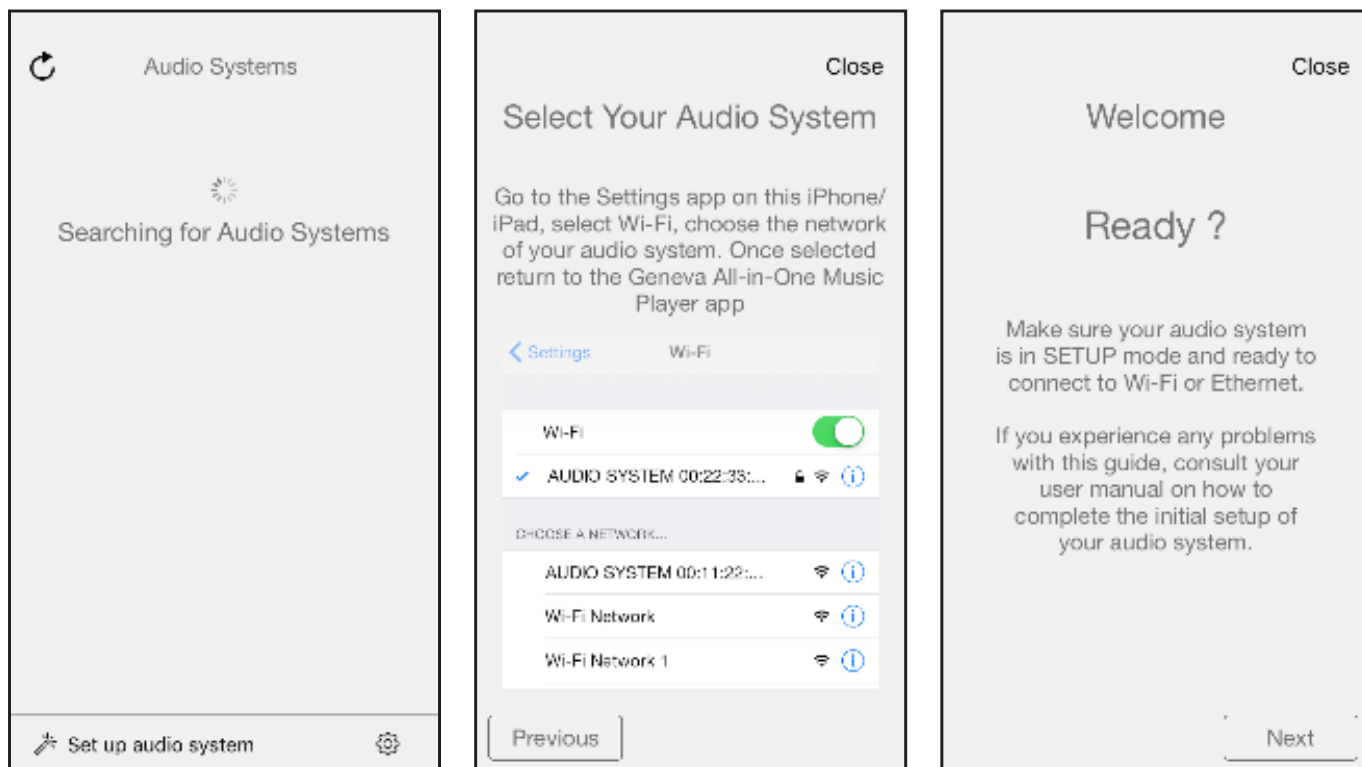 Audio Systems
Searching for Audio Systems
Set up audio system
Close
Select Your Audio System
Go to the Settings app on this iPhone/
iPad, select Wi-Fi, choose the network
of your audio system. Once selected
return to the Geneva All-in-One Music
Player app
Settings Wi-Fi
Wi-Fi
AUDIO SYSTEM 00:22:33:...
CHOOSE A NETWORK...
AUDIO SYSTEM 00:11:22:...
Wi-Fi Network
Wi-Fi Network 1
Previous
Close
Welcome
Ready ?
Make sure your audio system
is in SETUP mode and ready to
connect to Wi-Fi or Ethernet.
If you experience any problems
with this guide, consult your
user manual on how to
complete the initial setup of
your audio system.
Next